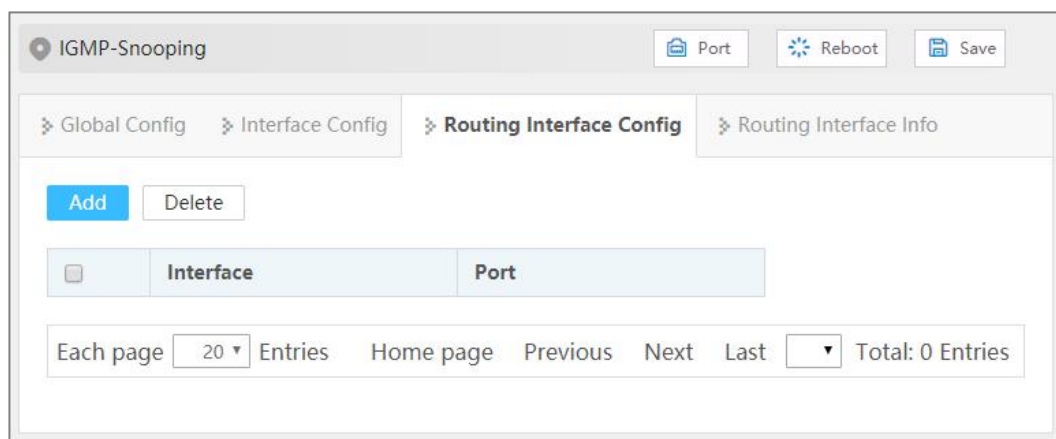 IGMP-Snooping Port Reboot Save
Global Config Interface Config Routing Interface Config Routing Interface Info
Add Delete
Interface Port
Each page 20 Entries Home page Previous Next Last Total: 0 Entries